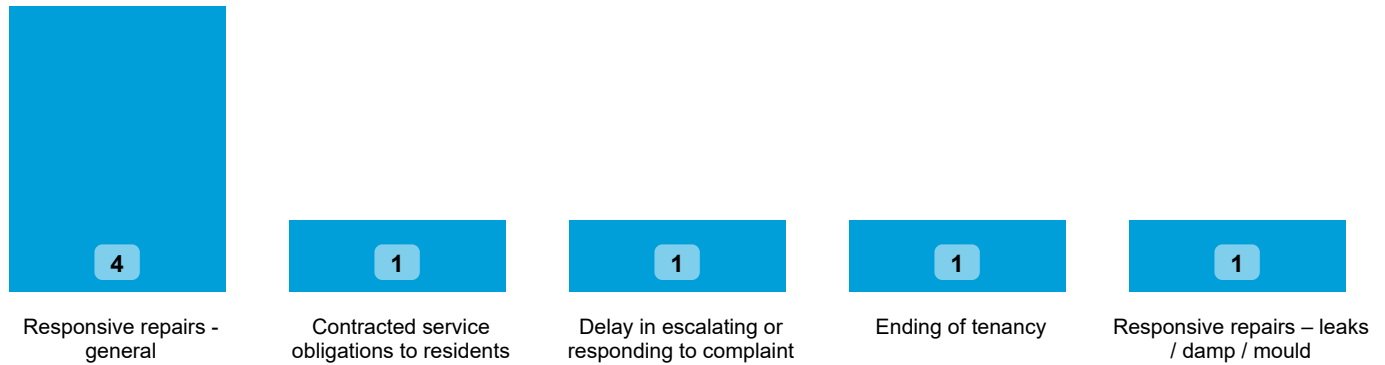 4
1
1
1
1
Responsive repairs -
general
Contracted service
obligations to residents
Delay in escalating or
responding to complaint
Ending of tenancy
Responsive repairs – leaks
/ damp / mould